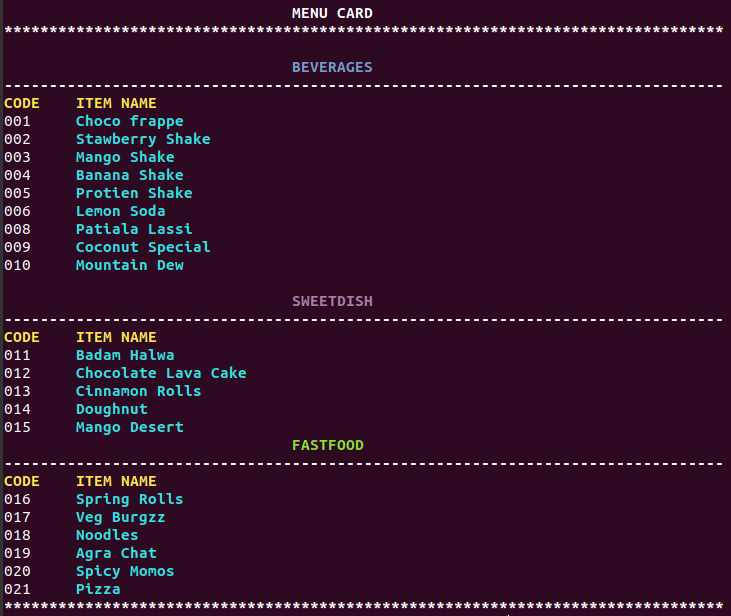 MENU CARD
********************************************************************************
BEVERAGES
--------------------------------------------------------------------------------
CODE    ITEM NAME
001     Choco frappe
002     Stawberry Shake
003     Mango Shake
004     Banana Shake
005     Protien Shake
006     Lemon Soda
008     Patiala Lassi
009     Coconut Special
010     Mountain Dew
SWEETDISH
--------------------------------------------------------------------------------
CODE    ITEM NAME
011     Badam Halwa
012     Chocolate Lava Cake
013     Cinnamon Rolls
014     Doughnut
015     Mango Desert
FASTFOOD
--------------------------------------------------------------------------------
CODE    ITEM NAME
016     Spring Rolls
017     Veg Burgzz
018     Noodles
019     Agra Chat
020     Spicy Momos
021     Pizza
********************************************************************************